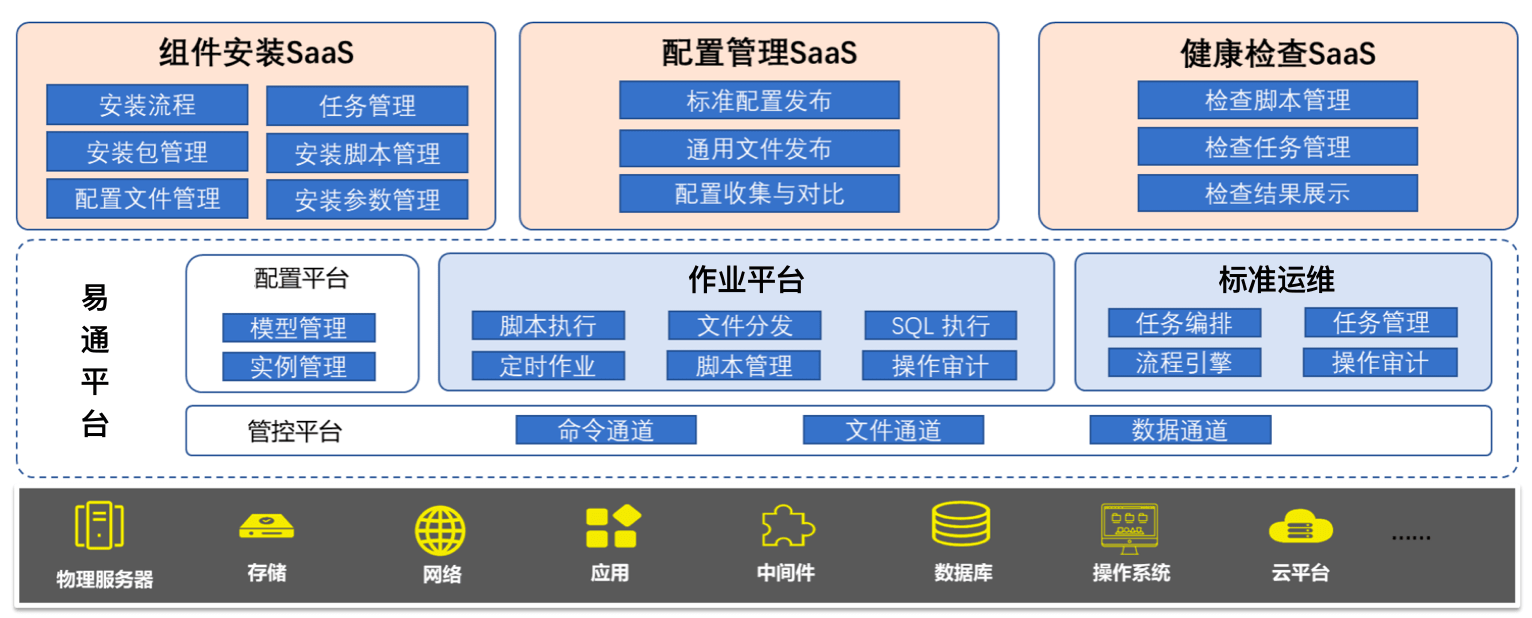 组件安装SaaS
安装流程
任务管理
安装包管理
安装脚本管理
配置文件管理
安装参数管理
配置管理SaaS
标准配置发布
通用文件发布
配置收集与对比
健康检查SaaS
检查脚本管理
检查任务管理
检查结果展示
易
通
平
台
配置平台
模型管理
实例管理
作业平台
脚本执行
文件分发
SQL 执行
定时作业
脚本管理
操作审计
标准运维
任务编排
任务管理
流程引擎
操作审计
管控平台
命令通道
文件通道
数据通道
物理服务器
存储
网络
应用
中间件
数据库
操作系统
云平台
......